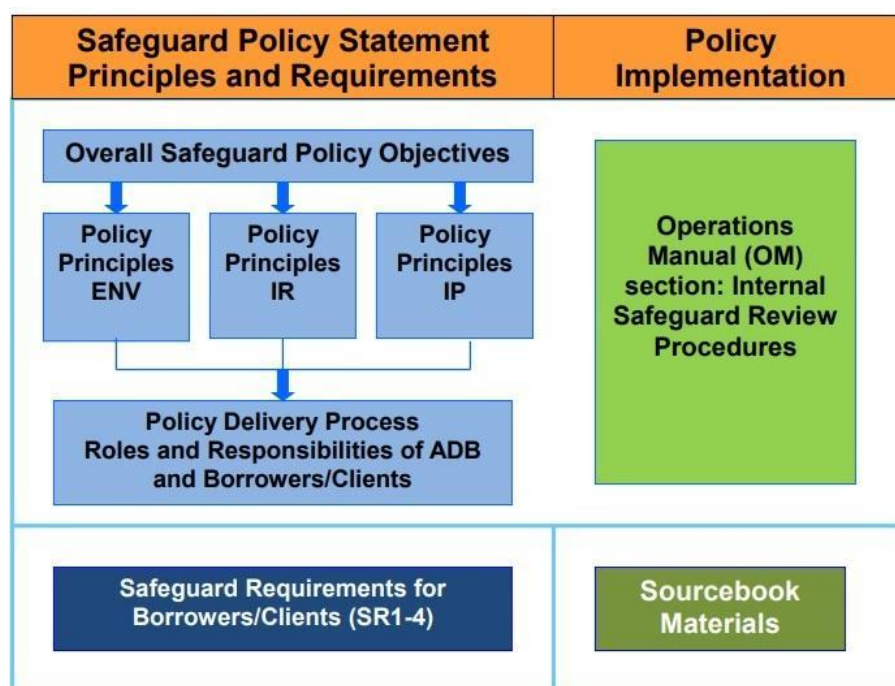 Safeguard Policy Statement
Principles and Requirements
Policy
Implementation
Overall Safeguard Policy Objectives
Policy
Principles
ENV
Policy
Principles
IR
Policy
Principles
IP
Policy Delivery Process
Roles and Responsibilities of ADB
and Borrowers/Clients
Operations
Manual (OM)
section: Internal
Safeguard Review
Procedures
Safeguard Requirements for
Borrowers/Clients (SR1-4)
Sourcebook
Materials